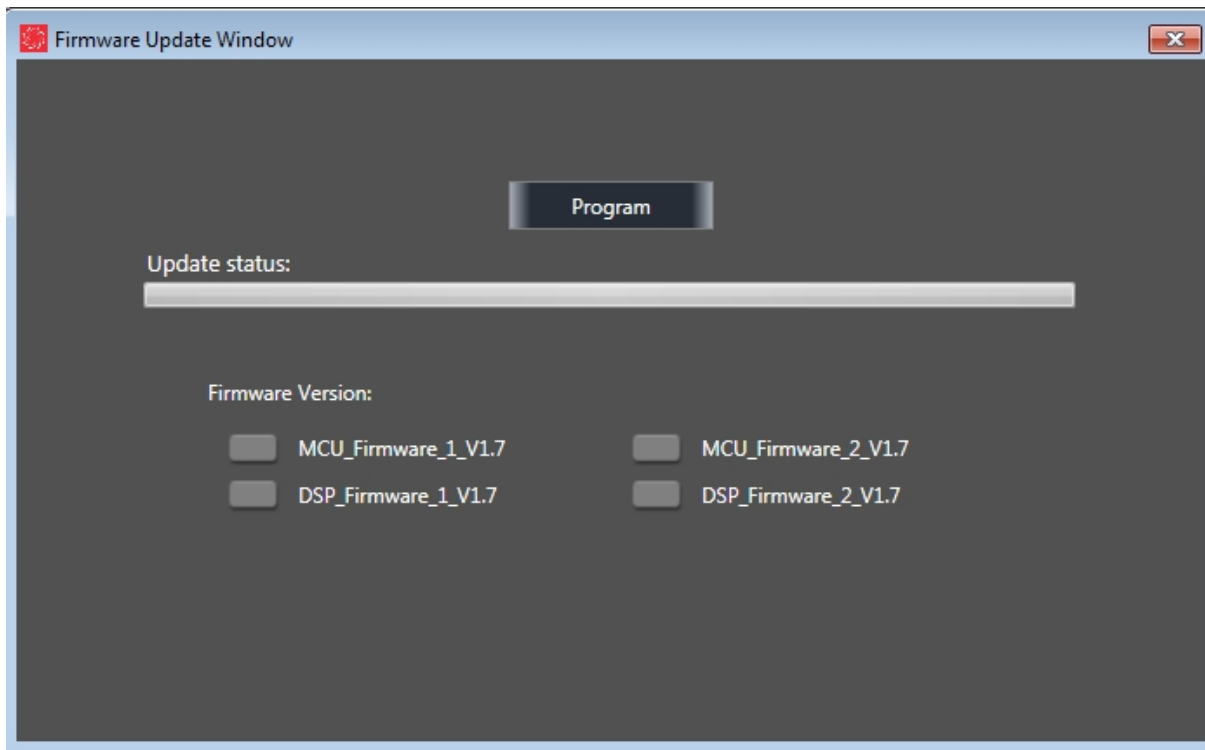 Firmware Update Window
Program
Update status:
Firmware Version:
MCU_Firmware_1_V1.7 MCU_Firmware_2_V1.7
DSP_Firmware_1_V1.7 DSP_Firmware_2_V1.7